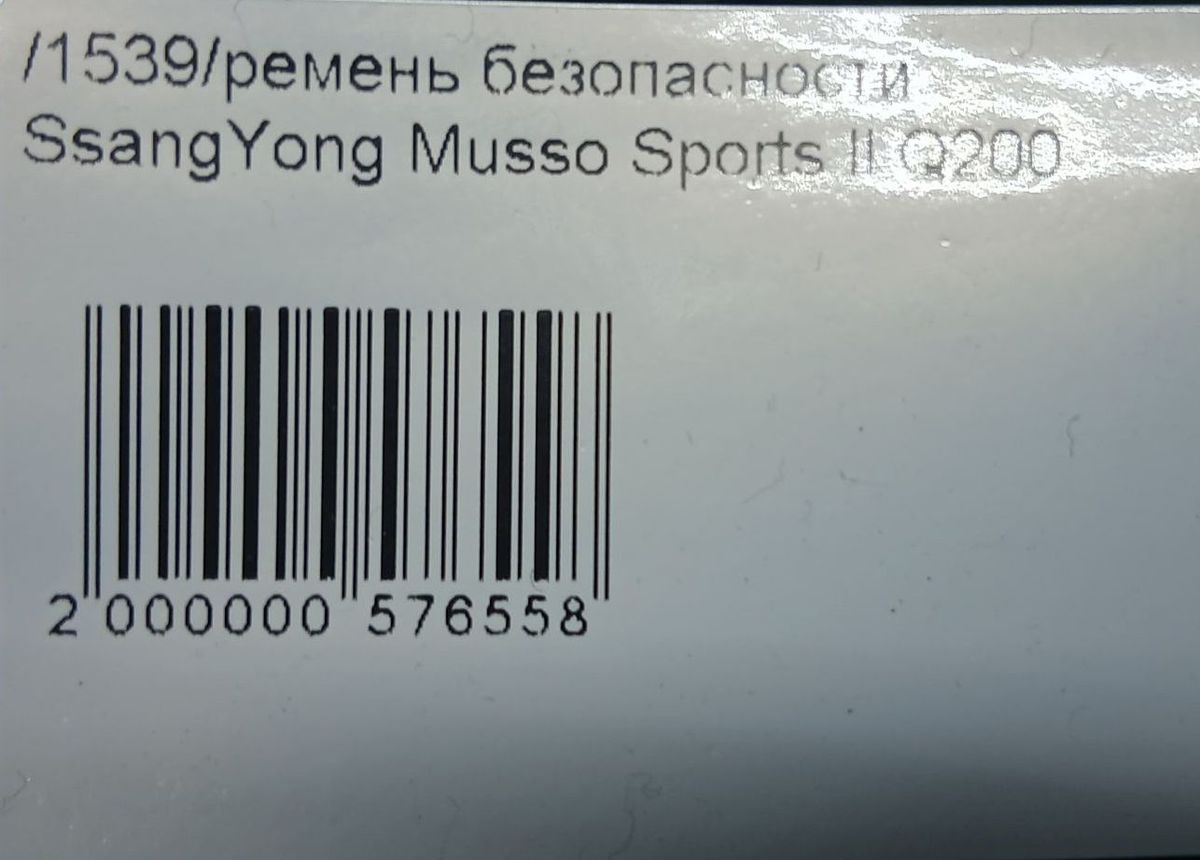 /1539/ремень безопасности
SsangYong Musso Sports II Q200
2 000000 576558